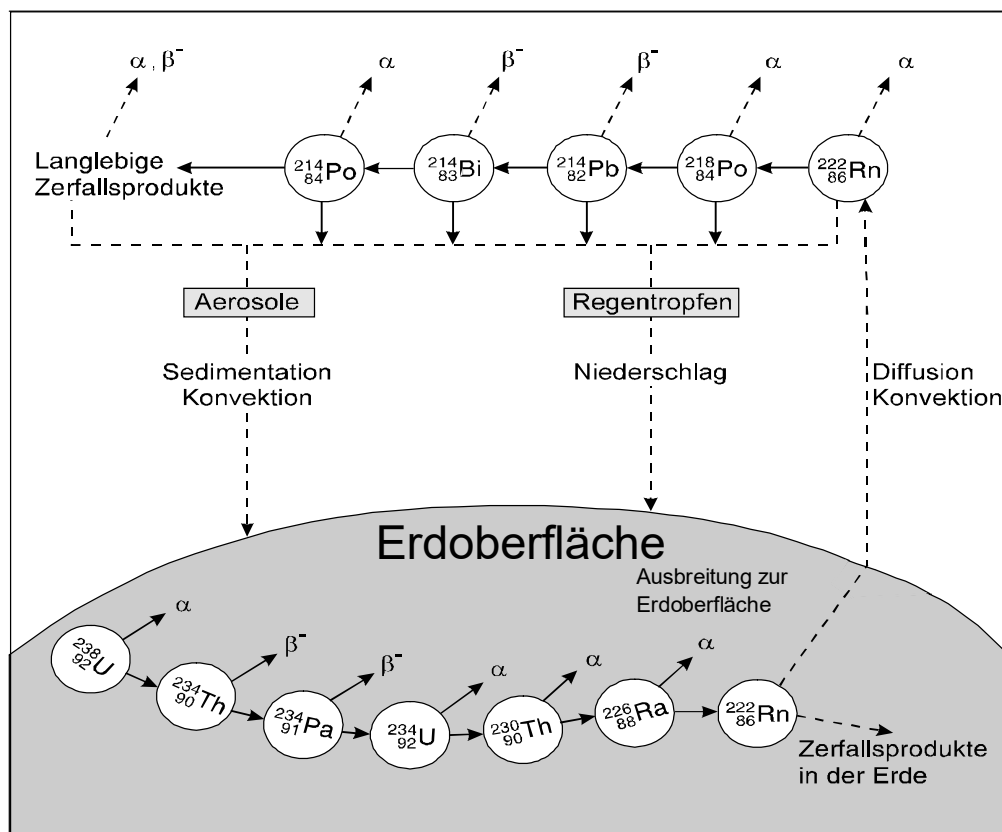 α , β⁻
α
β⁻
β⁻
α
α
Langlebige
Zerfallsprodukte
²¹⁴₈₄Po
²¹⁴₈₃Bi
²¹⁴₈₂Pb
²¹⁸₈₄Po
²²²₈₆Rn
Aerosole
Regentropfen
Sedimentation
Konvektion
Niederschlag
Diffusion
Konvektion
Erdoberfläche
Ausbreitung zur
Erdoberfläche
²³⁸₉₂U
α
²³⁴₉₀Th
β⁻
²³⁴₉₁Pa
β⁻
²³⁴₉₂U
α
²³⁰₉₀Th
α
²²⁶₈₈Ra
α
²²²₈₆Rn
Zerfallsprodukte
in der Erde